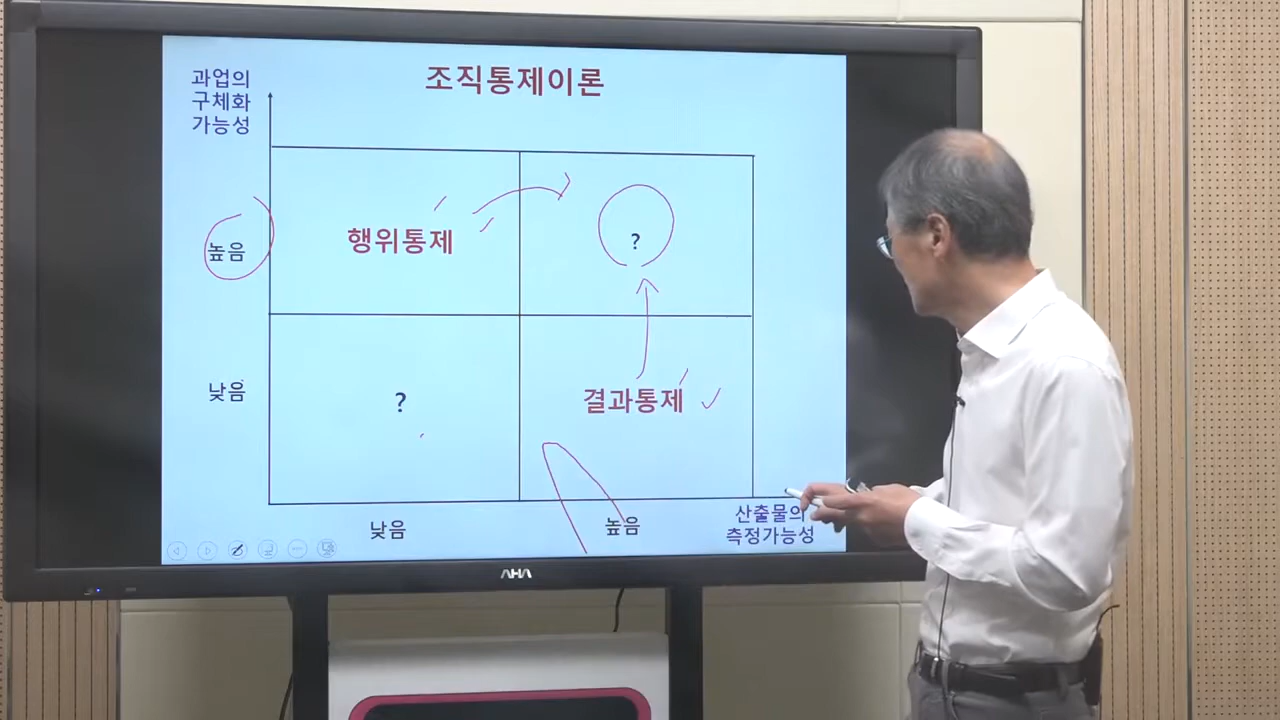 조직통제이론
과업의
구체화
가능성
높음
행위통제
?
낮음
?
결과통제
낮음
높음
산출물의
측정가능성
AHA